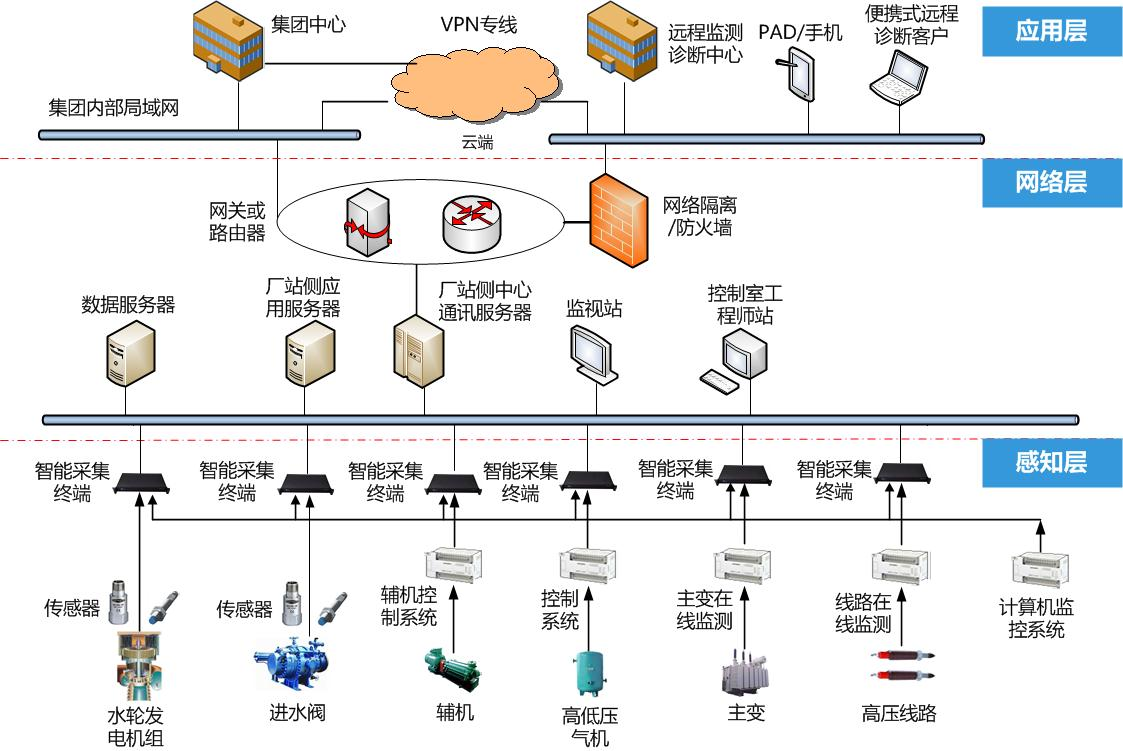 集团中心
VPN专线
远程监测
诊断中心
PAD/手机
便携式远程
诊断客户
应用层
集团内部局域网
云端
网络层
网关或
路由器
网络隔离
/防火墙
数据服务器
厂站侧应
用服务器
厂站侧中心
通讯服务器
监视站
控制室工
程师站
感知层
智能采集
终端
智能采集
终端
智能采集
终端
智能采集
终端
智能采集
终端
智能采集
终端
传感器
传感器
辅机控
制系统
控制
系统
主变在
线监测
线路在
线监测
计算机监
控系统
水轮发
电机组
进水阀
辅机
高低压
气机
主变
高压线路